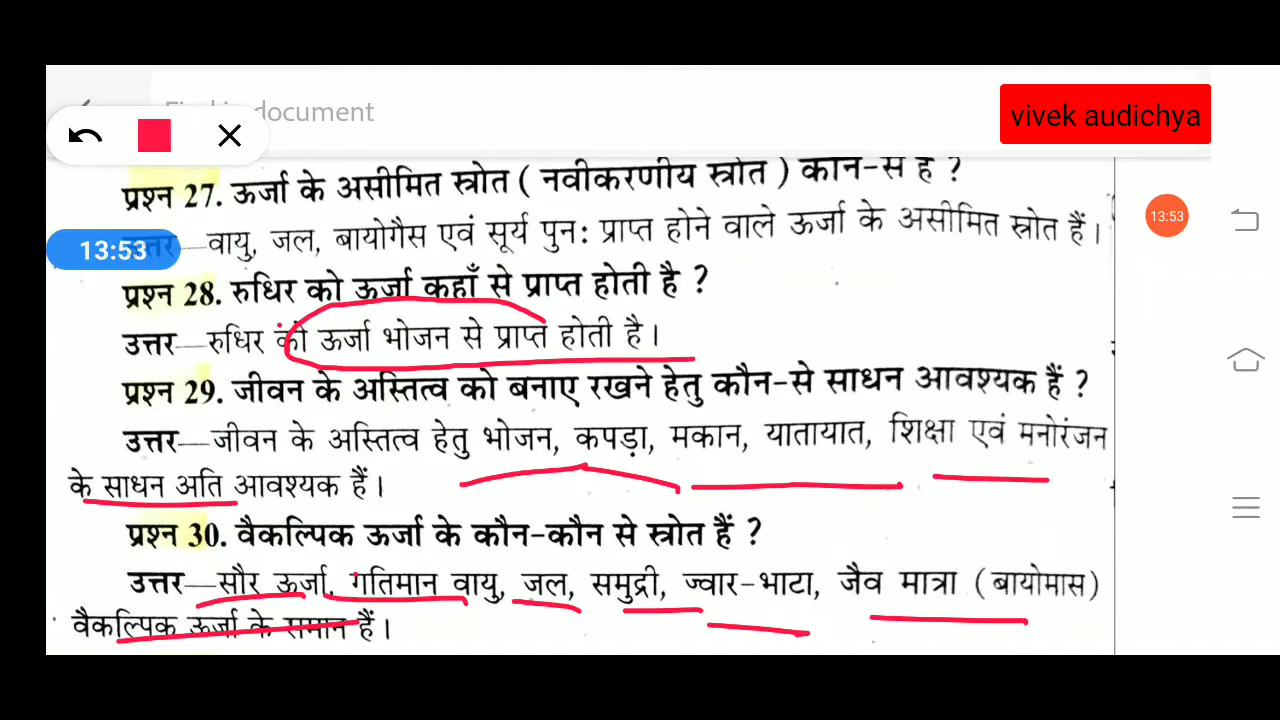 Find in document
vivek audichya
प्रश्न 27. ऊर्जा के असीमित स्त्रोत ( नवीकरणीय स्त्रोत ) कौन-से हैं ?
13:53
उत्तर—वायु, जल, बायोगैस एवं सूर्य पुनः प्राप्त होने वाले ऊर्जा के असीमित स्त्रोत हैं।
13:53
प्रश्न 28. रुधिर को ऊर्जा कहाँ से प्राप्त होती है ?
उत्तर—रुधिर को ऊर्जा भोजन से प्राप्त होती है।
प्रश्न 29. जीवन के अस्तित्व को बनाए रखने हेतु कौन-से साधन आवश्यक हैं ?
उत्तर—जीवन के अस्तित्व हेतु भोजन, कपड़ा, मकान, यातायात, शिक्षा एवं मनोरंजन
के साधन अति आवश्यक हैं।
प्रश्न 30. वैकल्पिक ऊर्जा के कौन-कौन से स्त्रोत हैं ?
उत्तर—सौर ऊर्जा, गतिमान वायु, जल, समुद्री, ज्वार-भाटा, जैव मात्रा (बायोमास)
वैकल्पिक ऊर्जा के समान हैं।